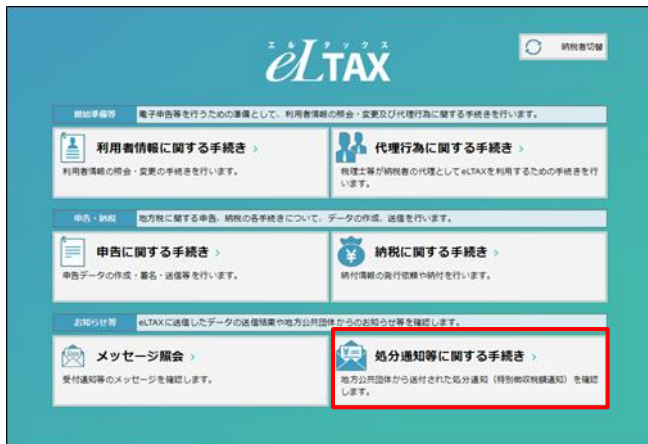 エルタックス
eLTAX
納税者切替
開始準備等 電子申告等を行うための準備として、利用者情報の照会・変更及び代行行為に関する手続きを行います。
利用者情報に関する手続き
利用者情報の照会・変更の手続きを行います。
代理行為に関する手続き
税理士等が納税者の代理としてeLTAXを利用するための手続きを行
います。
申告・納税 地方税に関する申告、納税の各手続きについて、データの作成、送信を行います。
申告に関する手続き
申告データの作成・署名・送信等を行います。
納税に関する手続き
納付情報の発行依頼や納付を行います。
お知らせ等 eLTAXに送信したデータの送信結果や地方公共団体からのお知らせ等を確認します。
メッセージ照会
受付通知等のメッセージを確認します。
処分通知等に関する手続き
地方公共団体から送付された処分通知（特別徴収税額通知）を確認
します。